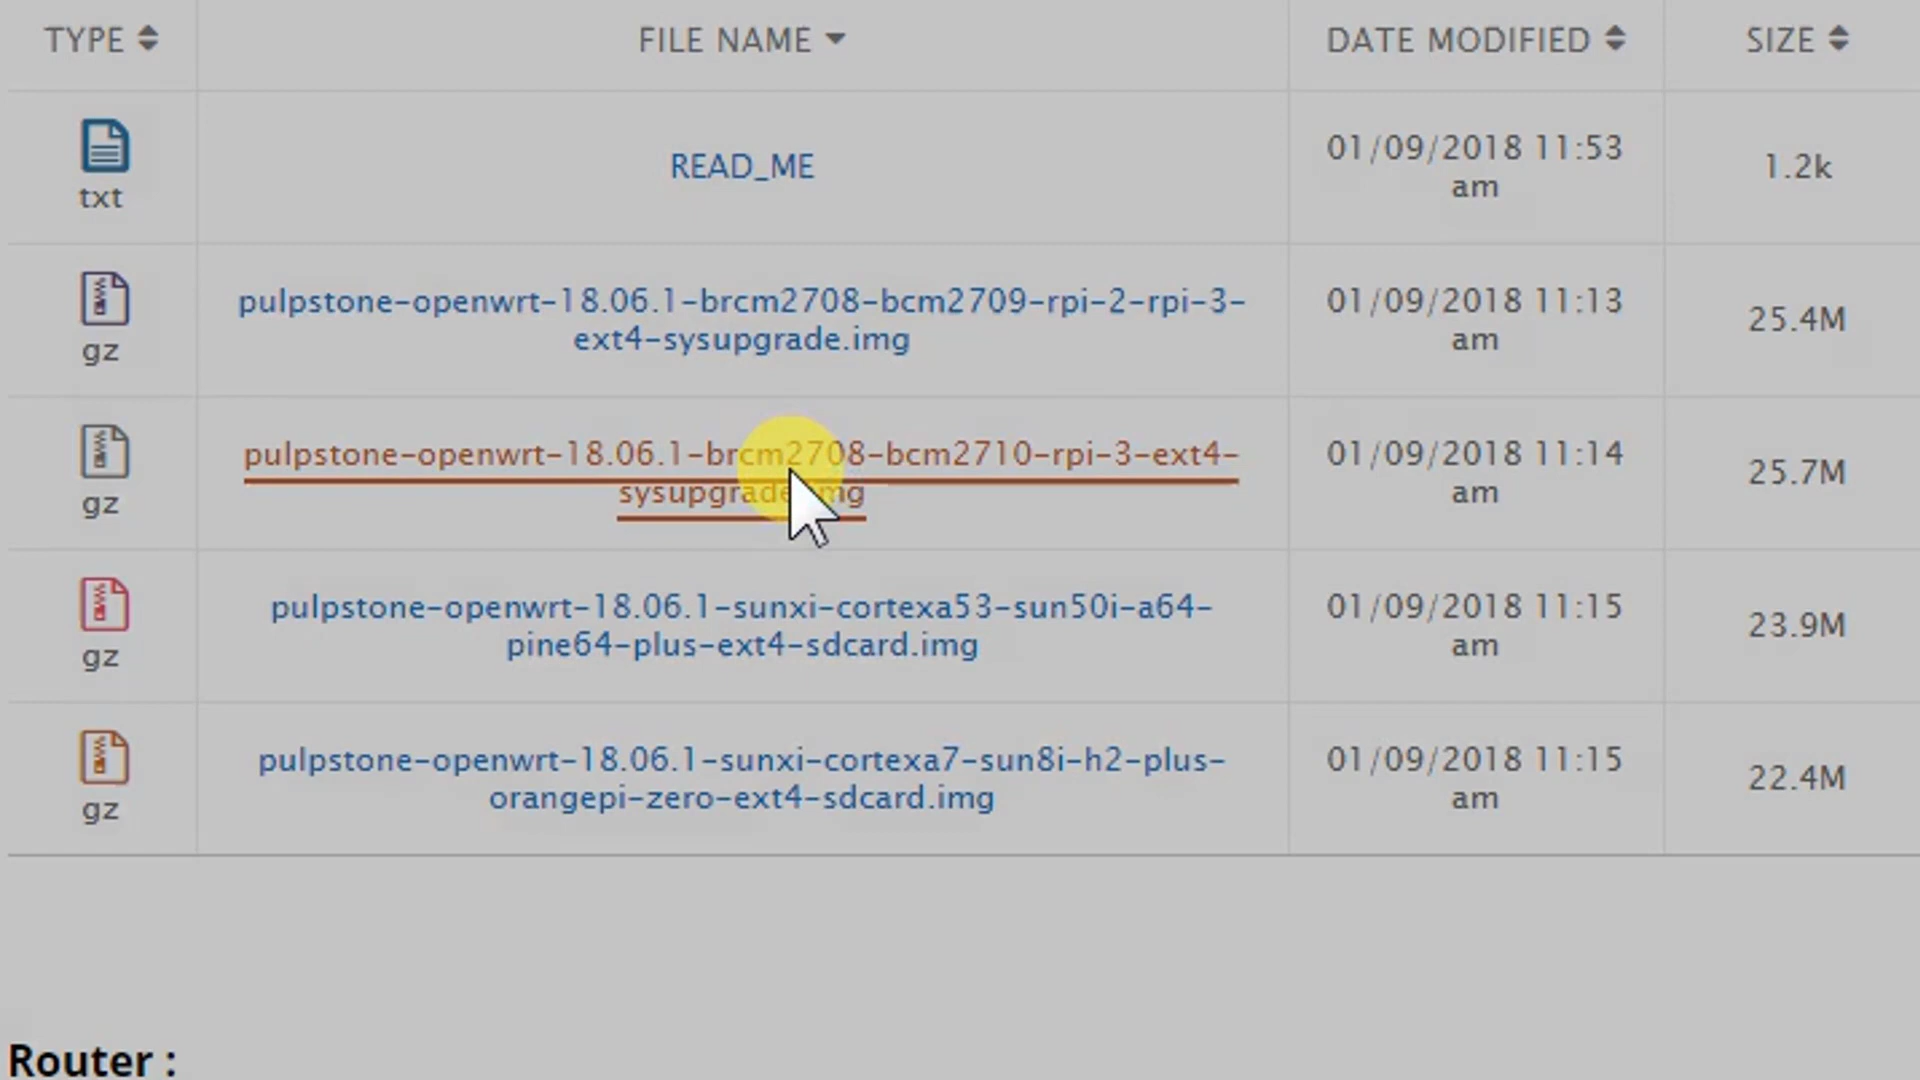 TYPE FILE NAME DATE MODIFIED SIZE
txt READ_ME 01/09/2018 11:53 am 1.2k
gz pulpstone-openwrt-18.06.1-brcm2708-bcm2709-rpi-2-rpi-3- 01/09/2018 11:13 25.4M
ext4-sysupgrade.img am
gz pulpstone-openwrt-18.06.1-brcm2708-bcm2710-rpi-3-ext4- 01/09/2018 11:14 25.7M
sysupgrade.img am
gz pulpstone-openwrt-18.06.1-sunxi-cortexa53-sun50i-a64- 01/09/2018 11:15 23.9M
pine64-plus-ext4-sdcard.img am
gz pulpstone-openwrt-18.06.1-sunxi-cortexa7-sun8i-h2-plus- 01/09/2018 11:15 22.4M
orangepi-zero-ext4-sdcard.img am
Router :